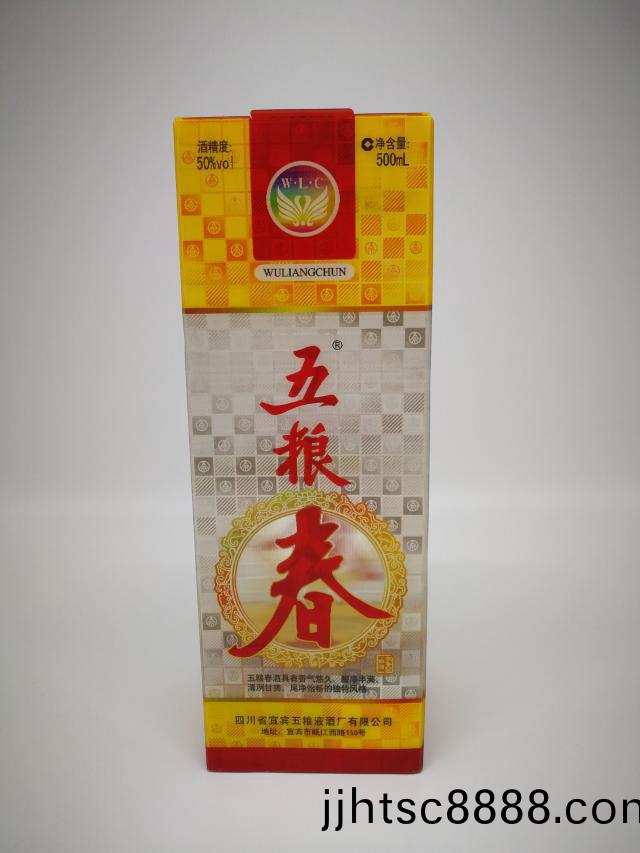 酒精度:
50%vol
净含量:
500mL
W·L·C
WULIANGCHUN
五粮春®
五粮春酒具有香气悠久、醇厚丰满、
清冽甘爽、尾净怡畅的独特风格。
四川省宜宾五粮液酒厂有限公司
地址: 宜宾市岷江西路150号
jjhtsc8888.com